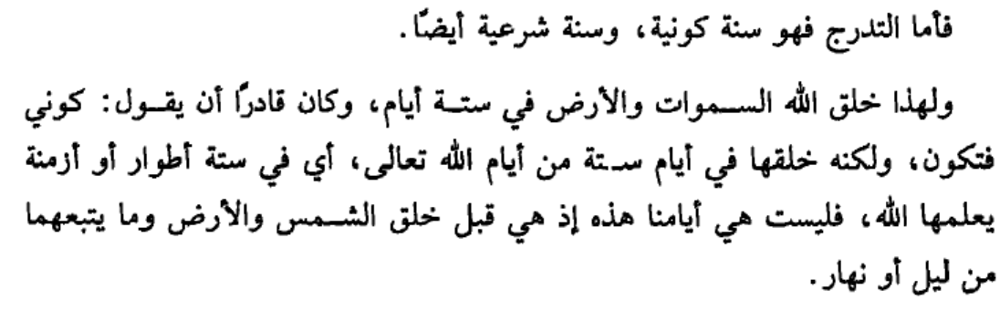 فأما التدرج فهو سنة كونية، وسنة شرعية أيضًا.
ولهذا خلق الله السموات والأرض في ستة أيام، وكان قادرًا أن يقول: كوني
فتكون، ولكنه خلقها في أيام ستة من أيام الله تعالى، أي في ستة أطوار أو أزمنة
يعلمها الله، فليست هي أيامنا هذه إذ هي قبل خلق الشمس والأرض وما يتبعهما
من ليل أو نهار.